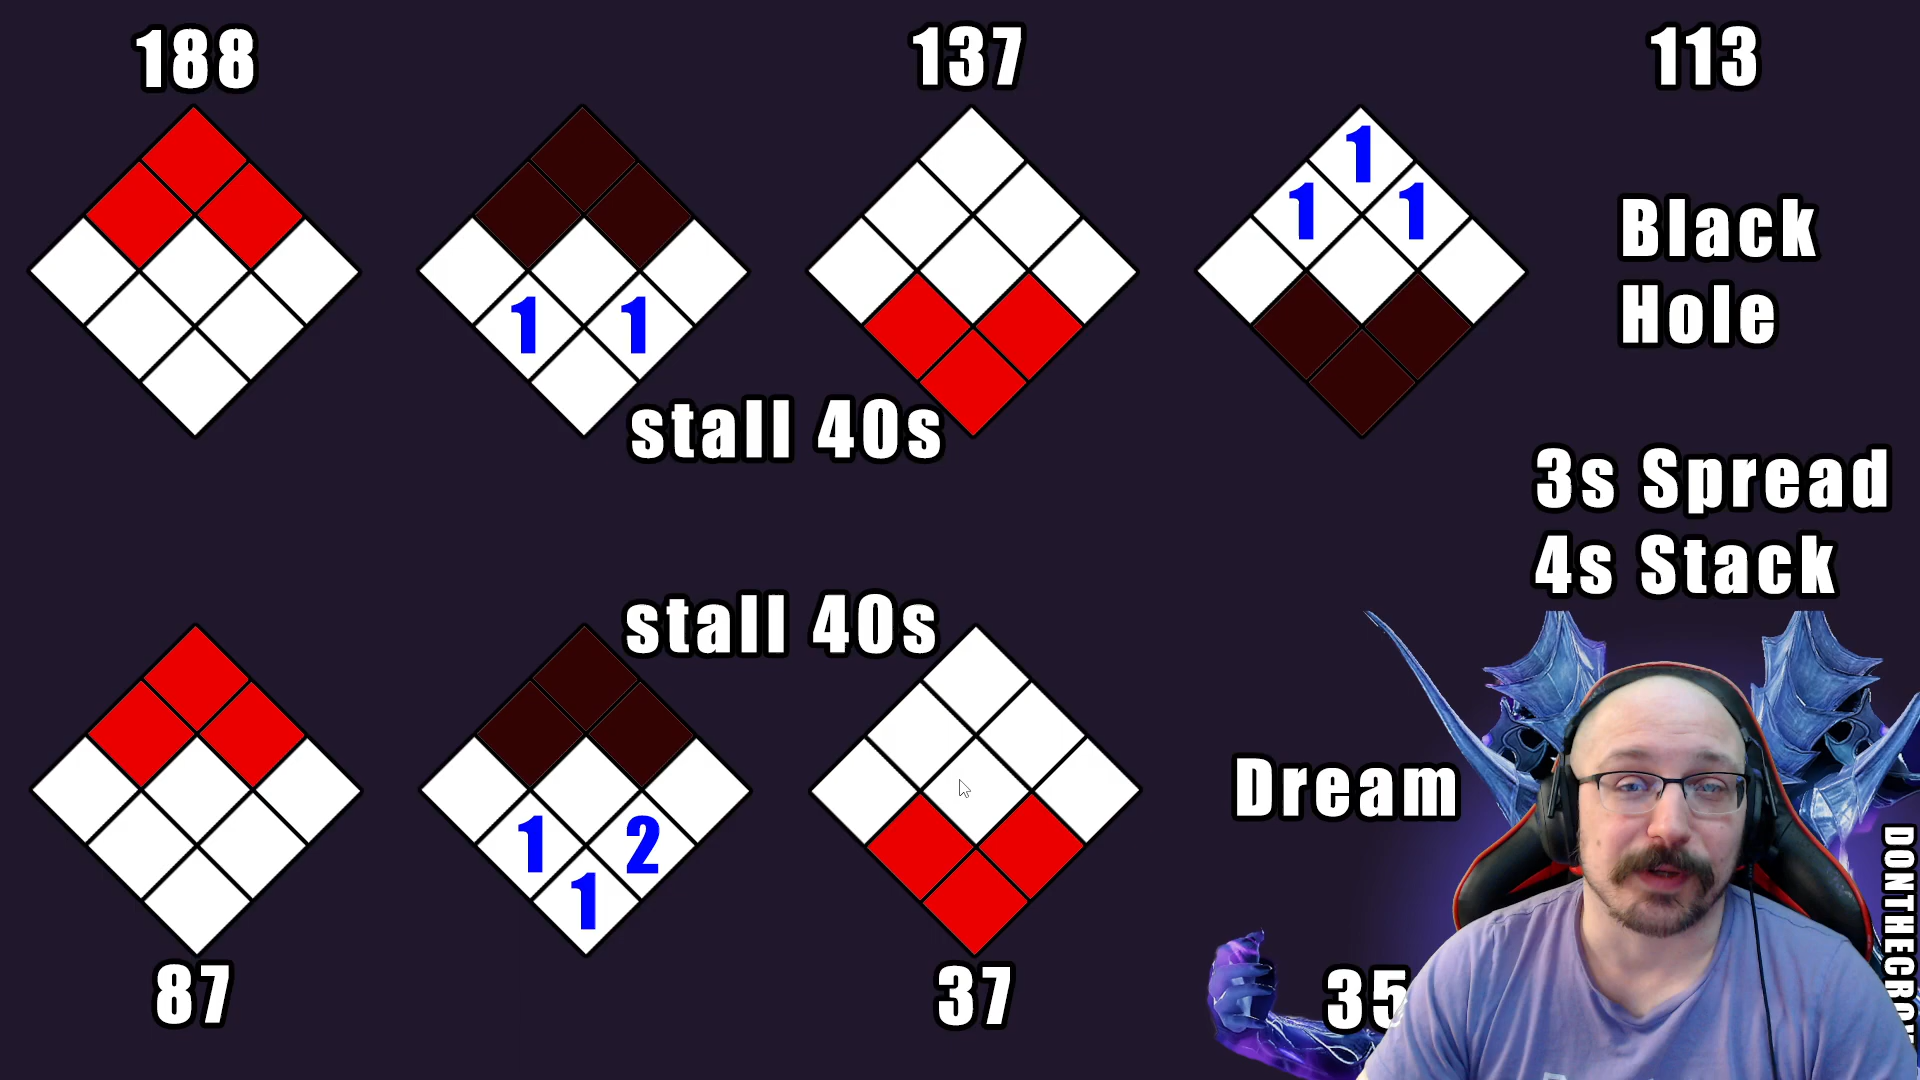 188
137
113
1
1 1
Black
Hole
1 1
stall 40s
3s Spread
4s Stack
stall 40s
Dream
1 2
1
87
37
35